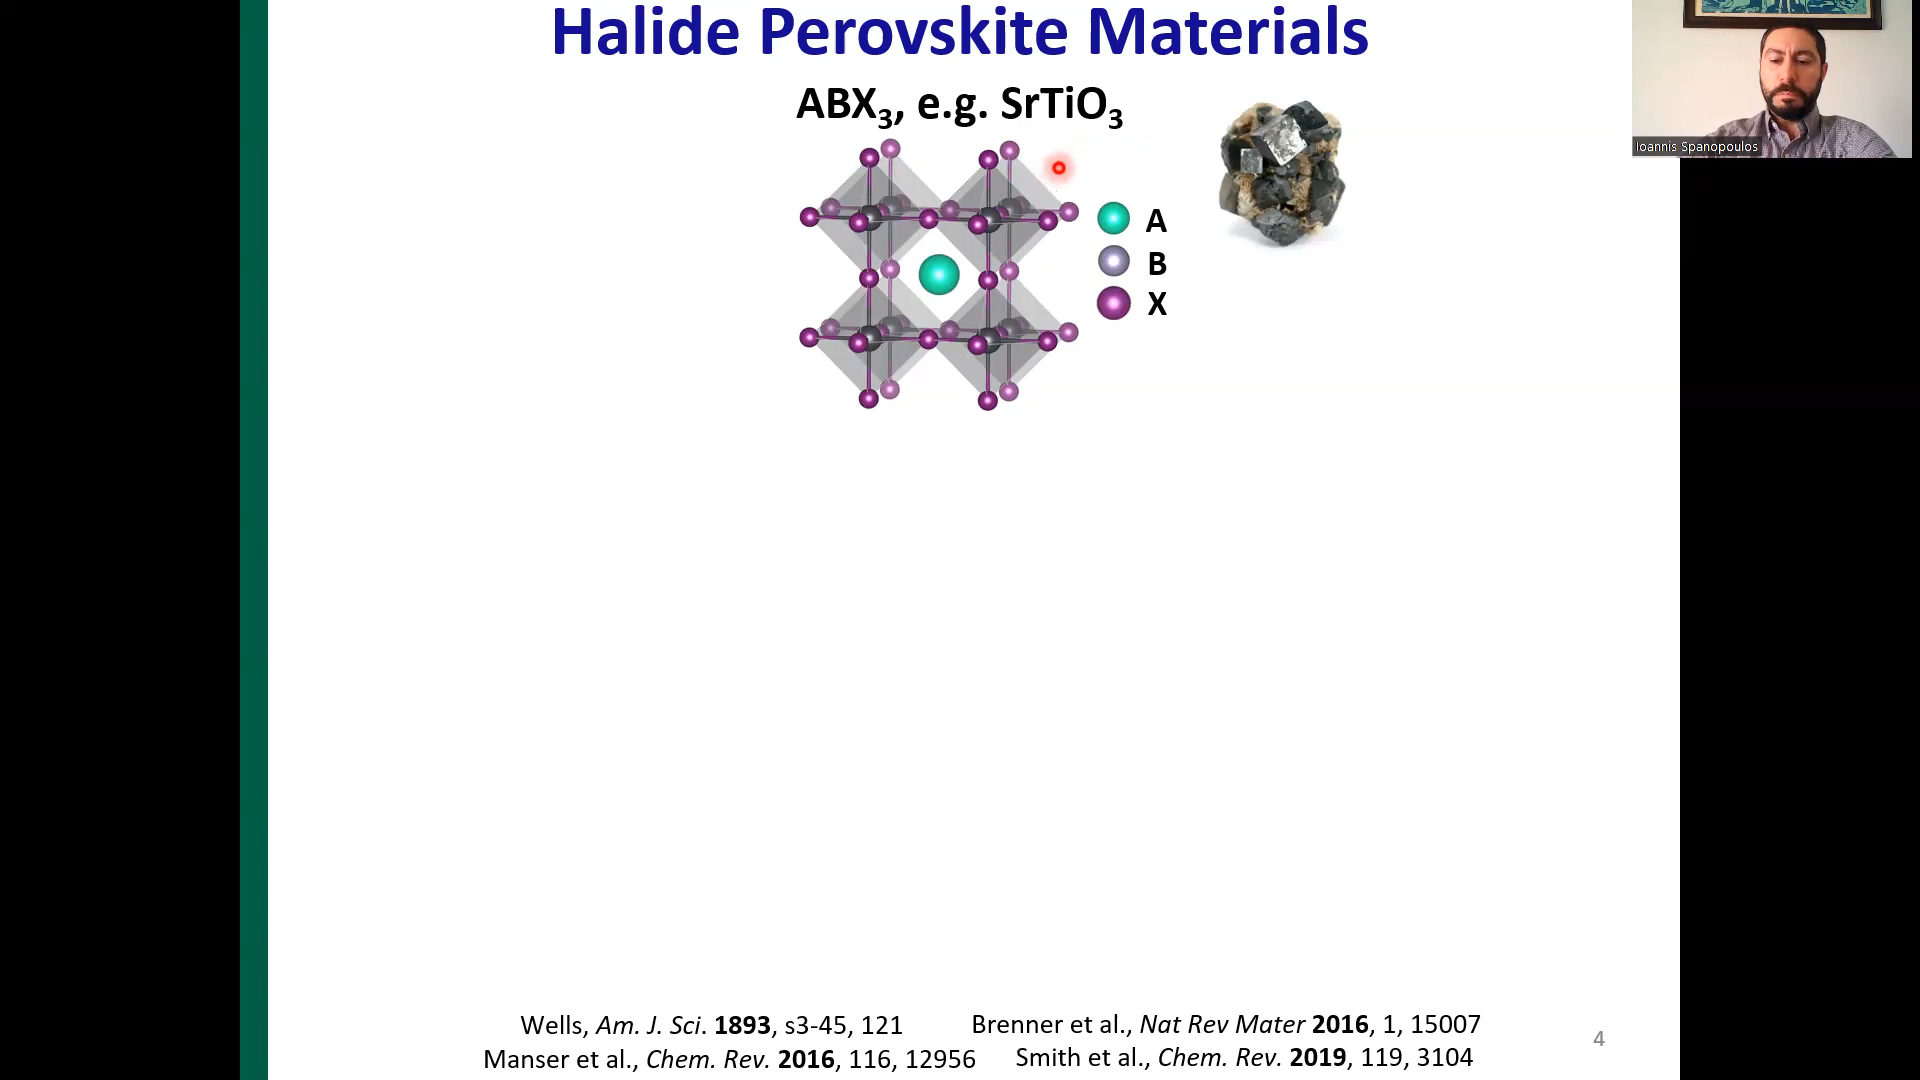 Halide Perovskite Materials
ABX₃, e.g. SrTiO₃
Ioannis Spanopoulos
A
B
X
Wells, Am. J. Sci. 1893, s3-45, 121
Brenner et al., Nat Rev Mater 2016, 1, 15007
Manser et al., Chem. Rev. 2016, 116, 12956
Smith et al., Chem. Rev. 2019, 119, 3104
4